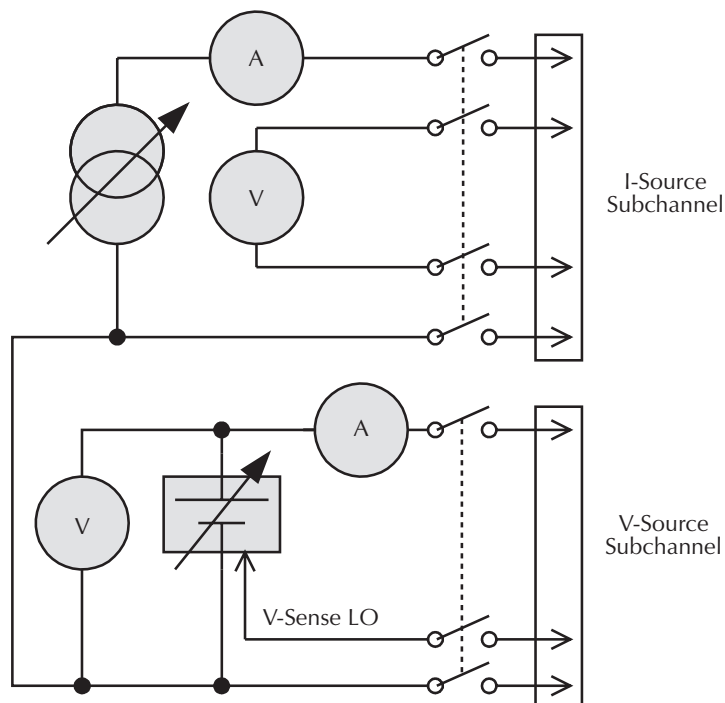 A
V
I-Source
Subchannel
A
V
V-Source
Subchannel
V-Sense LO